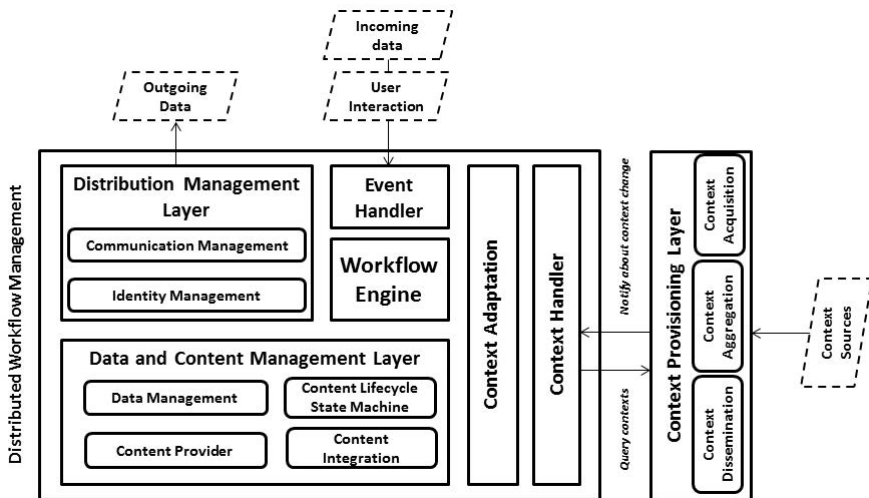 Incoming
data
Outgoing
Data
User
Interaction
Distributed Workflow Management
Distribution Management
Layer
Communication Management
Identity Management
Event
Handler
Workflow
Engine
Data and Content Management Layer
Data Management
Content Lifecycle
State Machine
Content Provider
Content
Integration
Context Adaptation
Context Handler
Notify about context change
Query contexts
Context Provisioning Layer
Context
Acquisition
Context
Aggregation
Context
Dissemination
Context
Sources